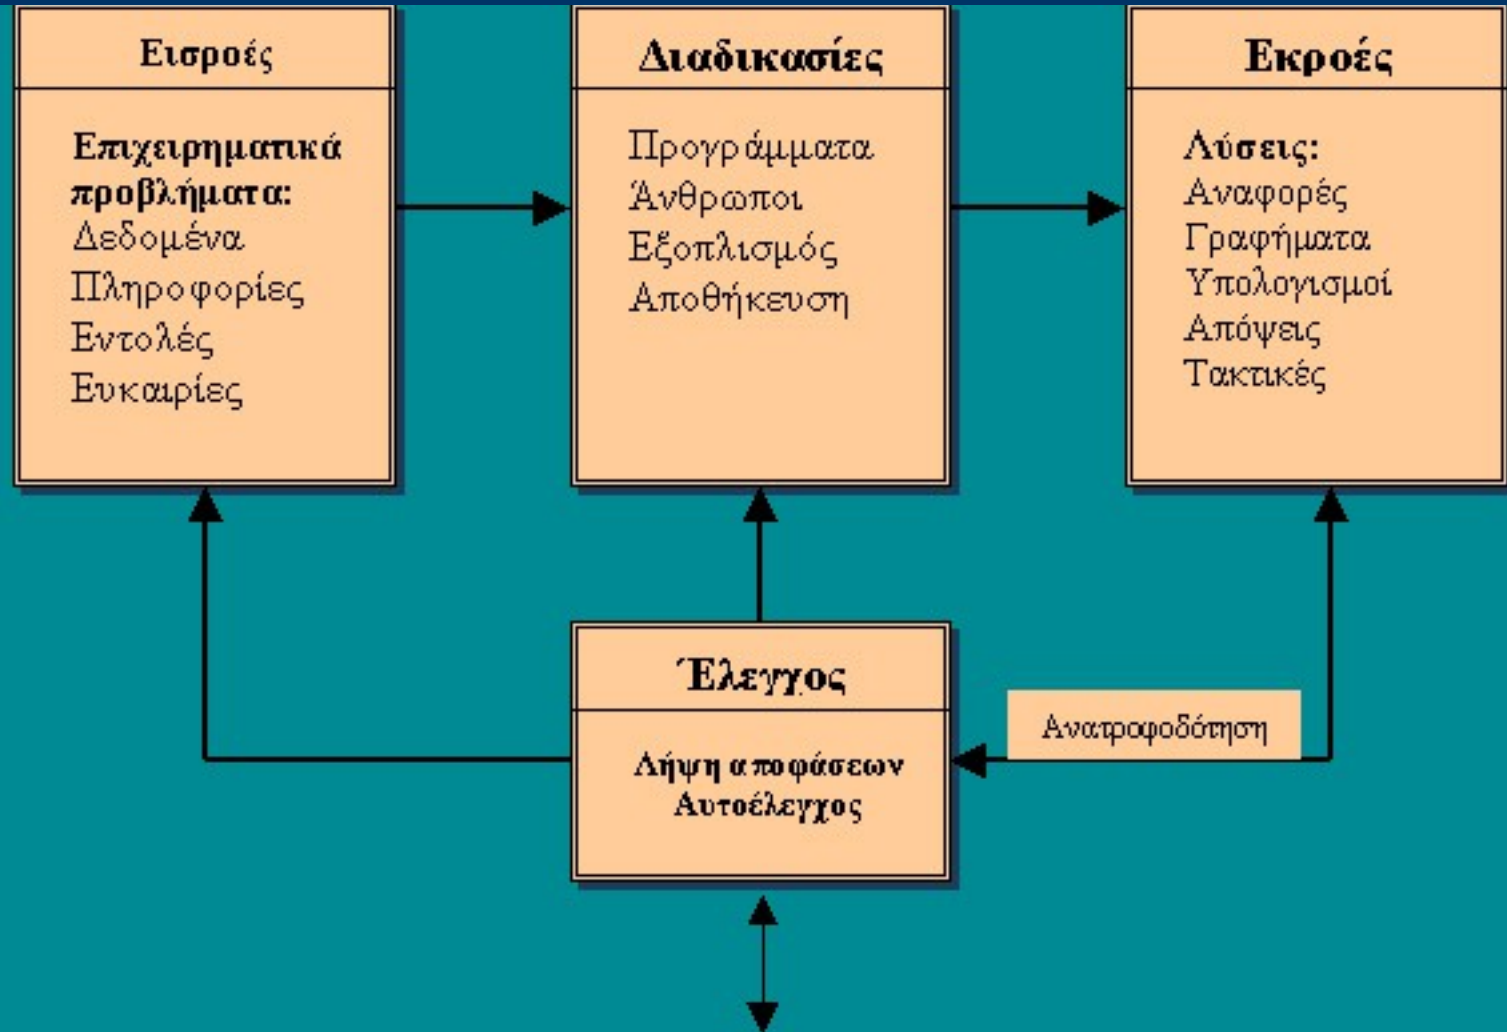 Εισροές
Επιχειρηματικά
προβλήματα:
Δεδομένα
Πληροφορίες
Εντολές
Ευκαιρίες
Διαδικασίες
Προγράμματα
Άνθρωποι
Εξοπλισμός
Αποθήκευση
Εκροές
Λύσεις:
Αναφορές
Γραφήματα
Υπολογισμοί
Απόψεις
Τακτικές
Έλεγχος
Λήψη αποφάσεων
Αυτοέλεγχος
Ανατροφοδότηση